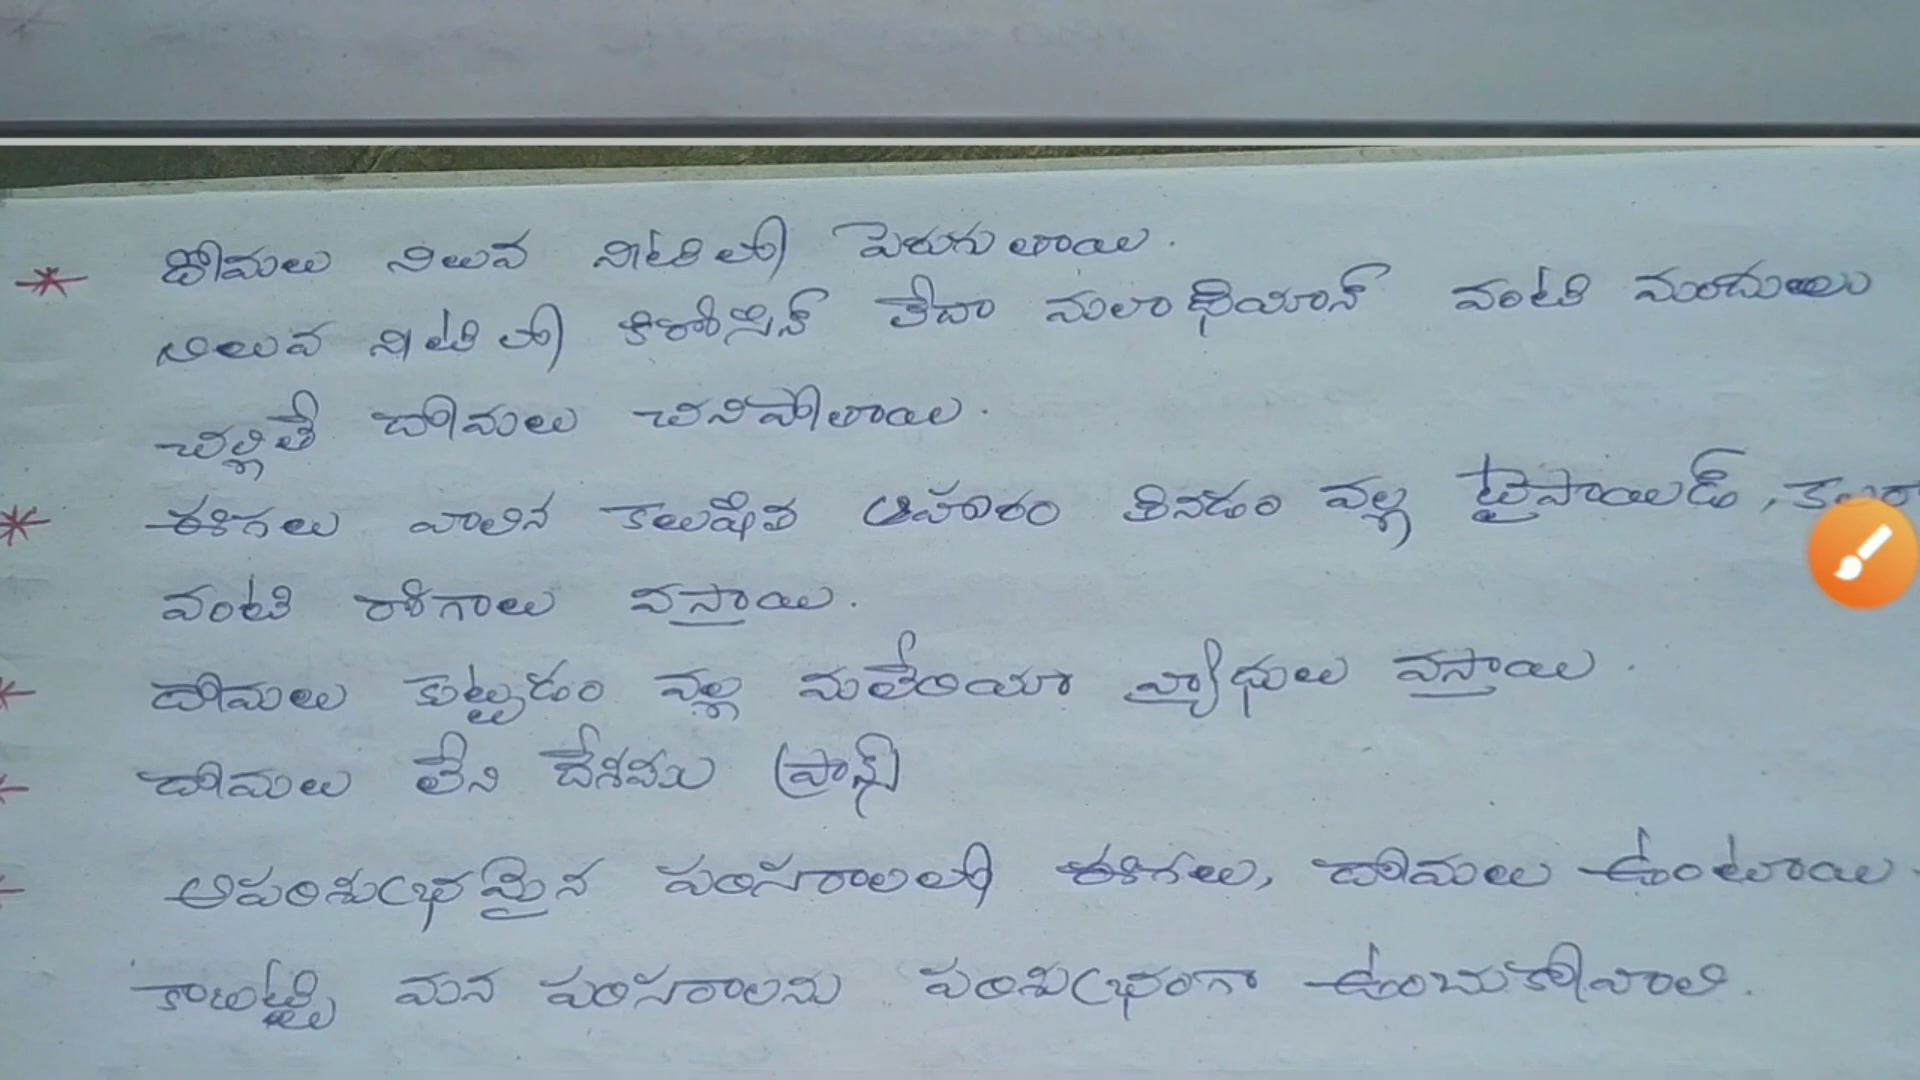 * దోమలు నిలువ నీటిలో పెరుగుతాయి.
నిలువ నీటిలో కిరోసిన్ లేదా మలాథియాన్ వంటి మందులు
చల్లితే దోమలు చనిపోతాయి.
* ఈగలు వాలిన కలుషిత ఆహారం తినడం వల్ల టైపాయిడ్, కలరా
వంటి రోగాలు వస్తాయి.
* దోమలు కుట్టడం వల్ల మలేరియా వ్యాధులు వస్తాయి.
* దోమలు లేని దేశము ఫ్రాన్స్
* అపరిశుభ్రమైన పరిసరాలలో ఈగలు, దోమలు ఉంటాయి.
కాబట్టి మన పరిసరాలను పరిశుభ్రంగా ఉంచుకోవాలి.